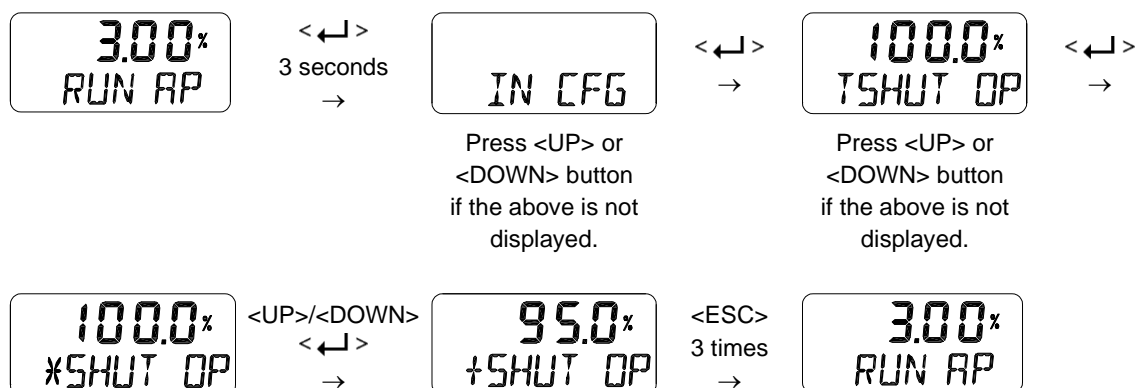 3.00% < ↵ > 100.0% < ↵ >
RUN AP 3 seconds → IN CFG → TSHUT OP →
Press <UP> or Press <UP> or
<DOWN> button <DOWN> button
if the above is not if the above is not
displayed. displayed.
100.0% <UP>/<DOWN> 95.0% <ESC> 3.00%
*SHUT OP < ↵ > → +SHUT OP 3 times → RUN AP